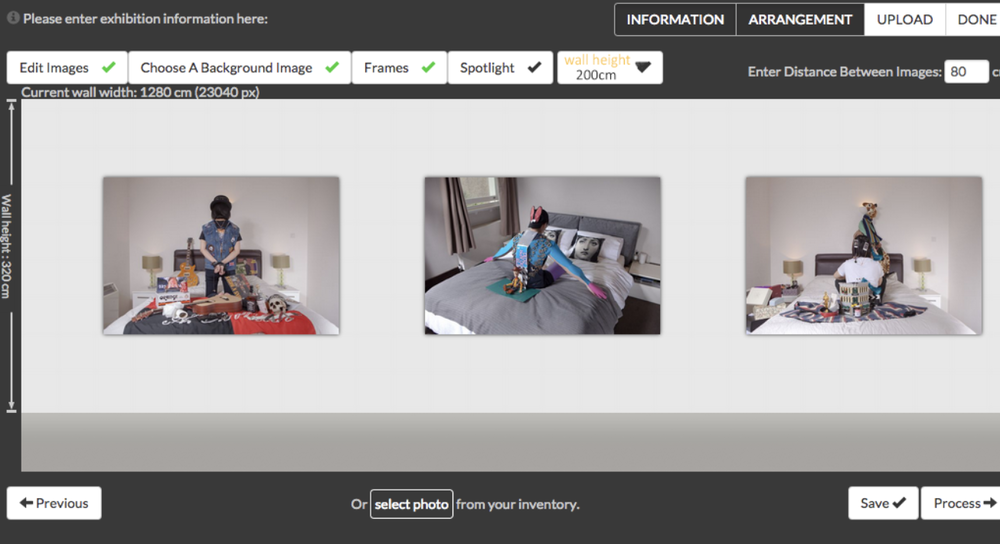 Please enter exhibition information here:
INFORMATION
ARRANGEMENT
UPLOAD
DONE
Edit Images
Choose A Background Image
Frames
Spotlight
wall height
200cm
Enter Distance Between Images: 80
Current wall width: 1280 cm (23040 px)
Wall height : 320 cm
Previous
Or select photo from your inventory.
Save
Process